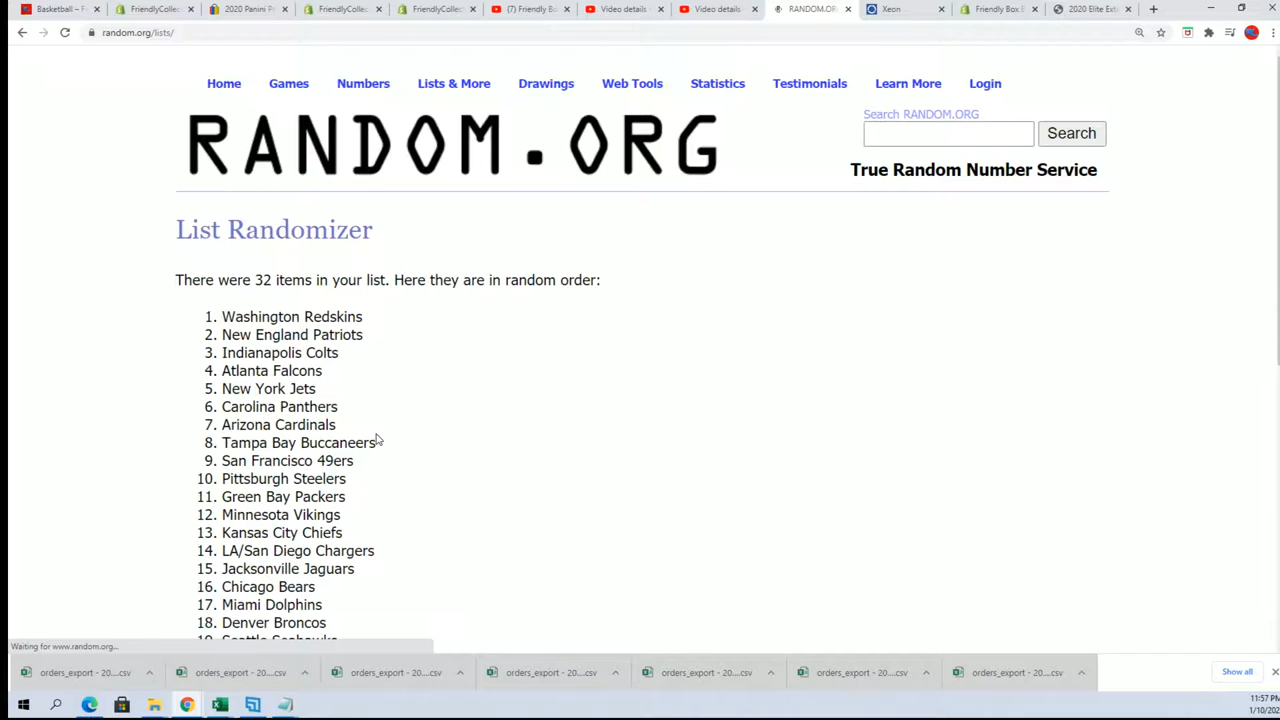 Basketball – F
FriendlyCollec
2020 Panini P
FriendlyCollec
FriendlyCollec
(7) Friendly Bo
Video details
Video details
RANDOM.OR
Xeon
Friendly Box B
2020 Elite Ext
random.org/lists/
Home Games Numbers Lists & More Drawings Web Tools Statistics Testimonials Learn More Login
RANDOM.ORG
Search RANDOM.ORG
Search
True Random Number Service
List Randomizer
There were 32 items in your list. Here they are in random order:
1. Washington Redskins
2. New England Patriots
3. Indianapolis Colts
4. Atlanta Falcons
5. New York Jets
6. Carolina Panthers
7. Arizona Cardinals
8. Tampa Bay Buccaneers
9. San Francisco 49ers
10. Pittsburgh Steelers
11. Green Bay Packers
12. Minnesota Vikings
13. Kansas City Chiefs
14. LA/San Diego Chargers
15. Jacksonville Jaguars
16. Chicago Bears
17. Miami Dolphins
18. Denver Broncos
19. Seattle Seahawks
Waiting for www.random.org...
orders_export - 20....csv
orders_export - 20....csv
orders_export - 20....csv
orders_export - 20....csv
orders_export - 20....csv
orders_export - 20....csv
orders_export - 20....csv
Show all
11:57 PM
1/10/202